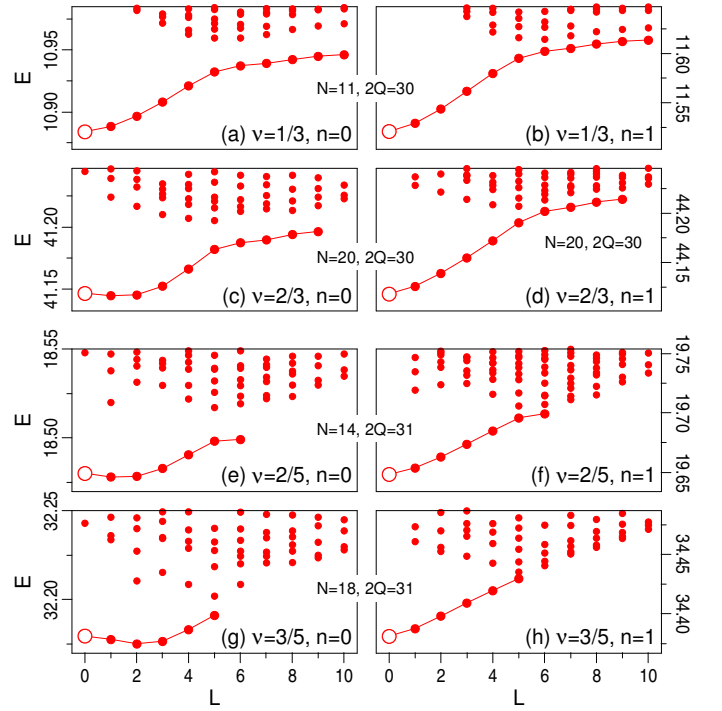 E
10.95
10.90
(a) ν=1/3, n=0
N=11, 2Q=30
(b) ν=1/3, n=1
11.60
11.55
E
41.20
41.15
(c) ν=2/3, n=0
N=20, 2Q=30
N=20, 2Q=30
(d) ν=2/3, n=1
44.20
44.15
E
18.55
18.50
(e) ν=2/5, n=0
N=14, 2Q=31
(f) ν=2/5, n=1
19.75
19.70
19.65
E
32.25
32.20
(g) ν=3/5, n=0
N=18, 2Q=31
(h) ν=3/5, n=1
34.45
34.40
0 2 4 6 8 10
0 2 4 6 8 10
L
L